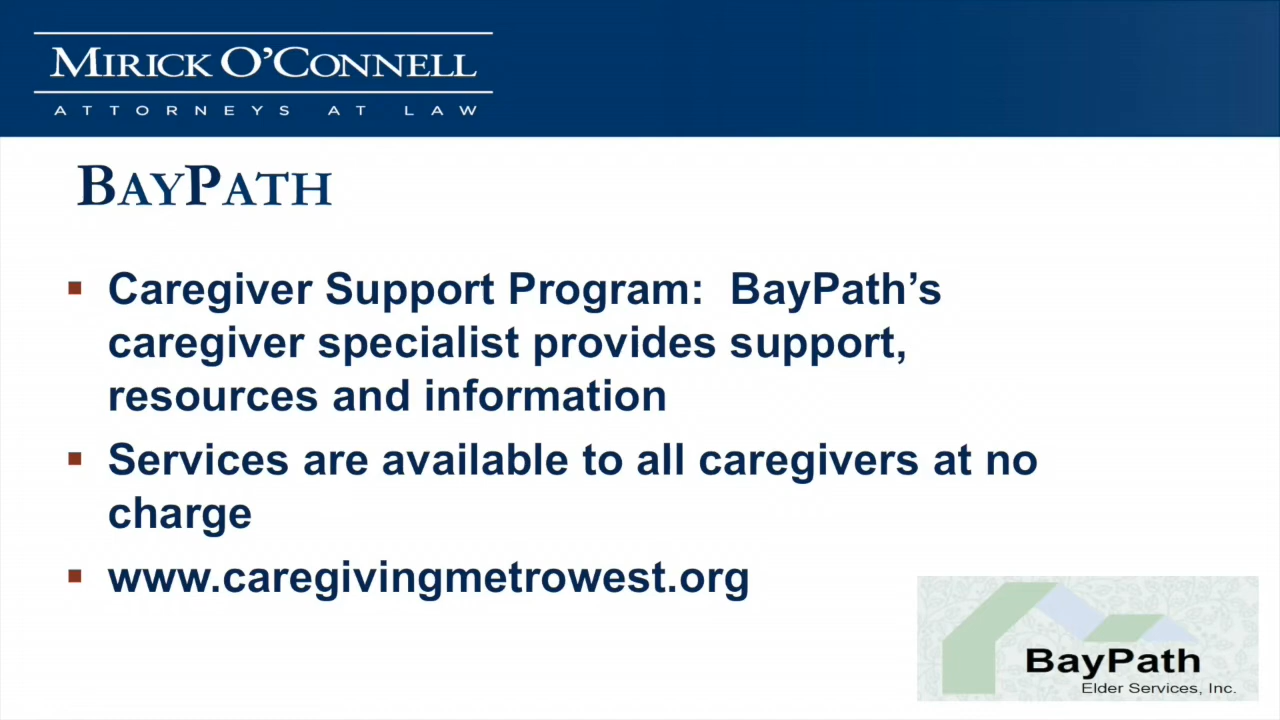 MIRICK O'CONNELL
ATTORNEYS AT LAW
BAYPATH
▪ Caregiver Support Program:  BayPath's
caregiver specialist provides support,
resources and information
▪ Services are available to all caregivers at no
charge
▪ www.caregivingmetrowest.org
BayPath
Elder Services, Inc.